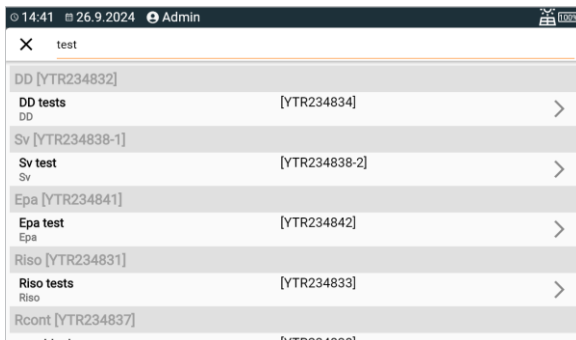 14:41 26.9.2024 Admin 100%
test
DD [YTR234832]
DD tests [YTR234834]
DD
Sv [YTR234838-1]
Sv test [YTR234838-2]
Sv
Epa [YTR234841]
Epa test [YTR234842]
Epa
Riso [YTR234831]
Riso tests [YTR234833]
Riso
Rcont [YTR234837]